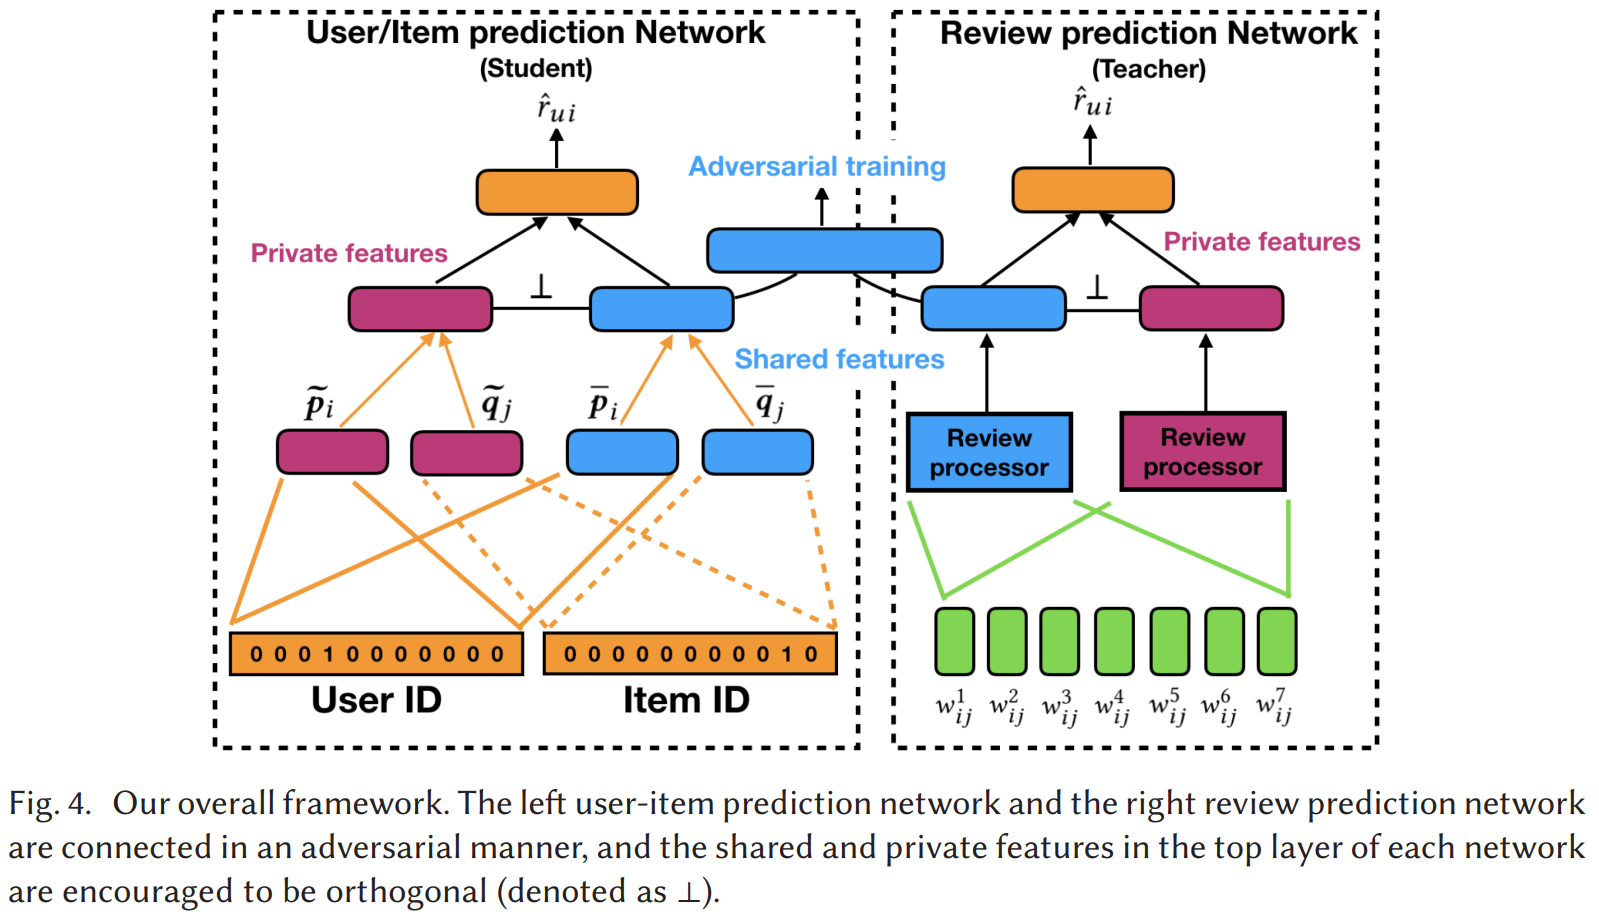 User/Item prediction Network
(Student)
r̂ui
Review prediction Network
(Teacher)
r̂ui
Adversarial training
Private features
⊥
Private features
⊥
Shared features
p̃i
q̃j
p̄i
q̄j
Review
processor
Review
processor
0 0 0 1 0 0 0 0 0 0 0
0 0 0 0 0 0 0 0 0 1 0
User ID
Item ID
w¹ij w²ij w³ij w⁴ij w⁵ij w⁶ij w⁷ij
Fig. 4. Our overall framework. The left user-item prediction network and the right review prediction network
are connected in an adversarial manner, and the shared and private features in the top layer of each network
are encouraged to be orthogonal (denoted as ⊥).